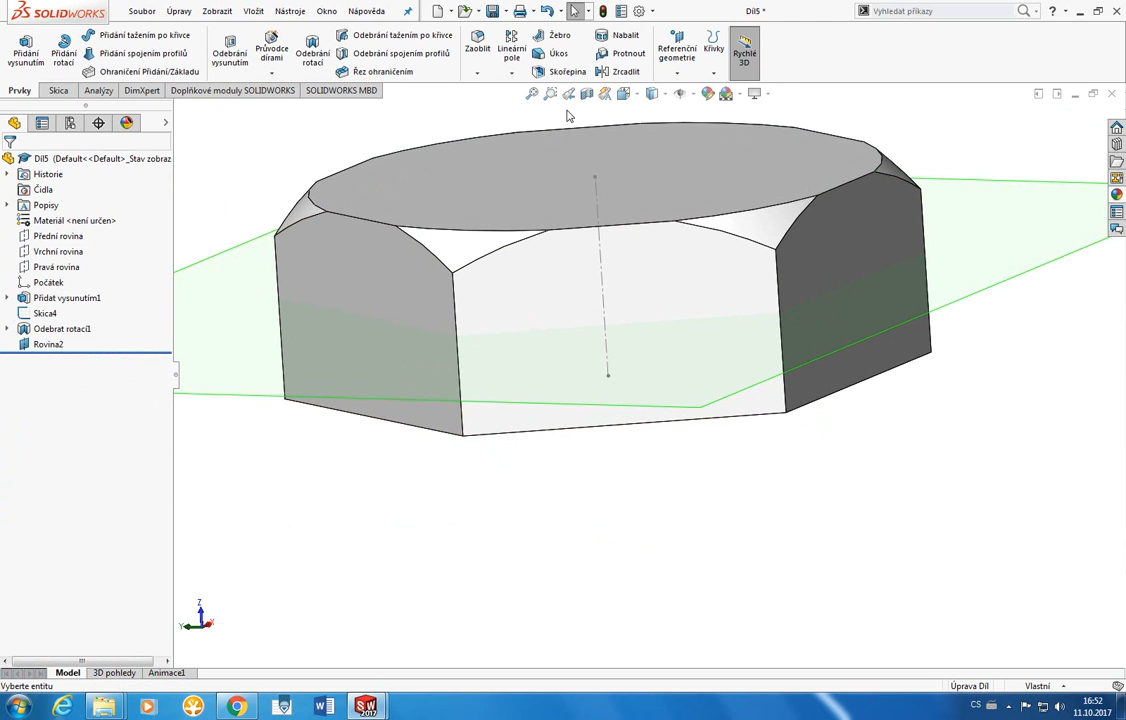 SOLIDWORKS Soubor Úpravy Zobrazit Vložit Nástroje Okno Nápověda Díl5 * Vyhledat příkazy
Přidání vysunutím
Přidání rotací
Přidání tažením po křivce
Přidání spojením profilů
Ohraničení Přidání/Základu
Odebrání vysunutím
Průvodce dírami
Odebrání rotací
Odebrání tažením po křivce
Odebrání spojením profilů
Řez ohraničením
Zaoblit
Lineární pole
Žebro
Úkos
Skořepina
Nabalit
Protnout
Zrcadlit
Referenční geometrie
Křivky
Rychlé 3D
Prvky Skica Analýzy DimXpert Doplňkové moduly SOLIDWORKS SOLIDWORKS MBD
Díl5 (Default<<Default>_Stav zobraz
Historie
Čidla
Popisy
Materiál <není určen>
Přední rovina
Vrchní rovina
Pravá rovina
Počátek
Přidat vysunutím1
Skica4
Odebrat rotací1
Rovina2
Z
Y
X
Model 3D pohledy Animace1
Vyberte entitu Úprava Díl Vlastní
CS 16:52
11.10.2017
SW
2017